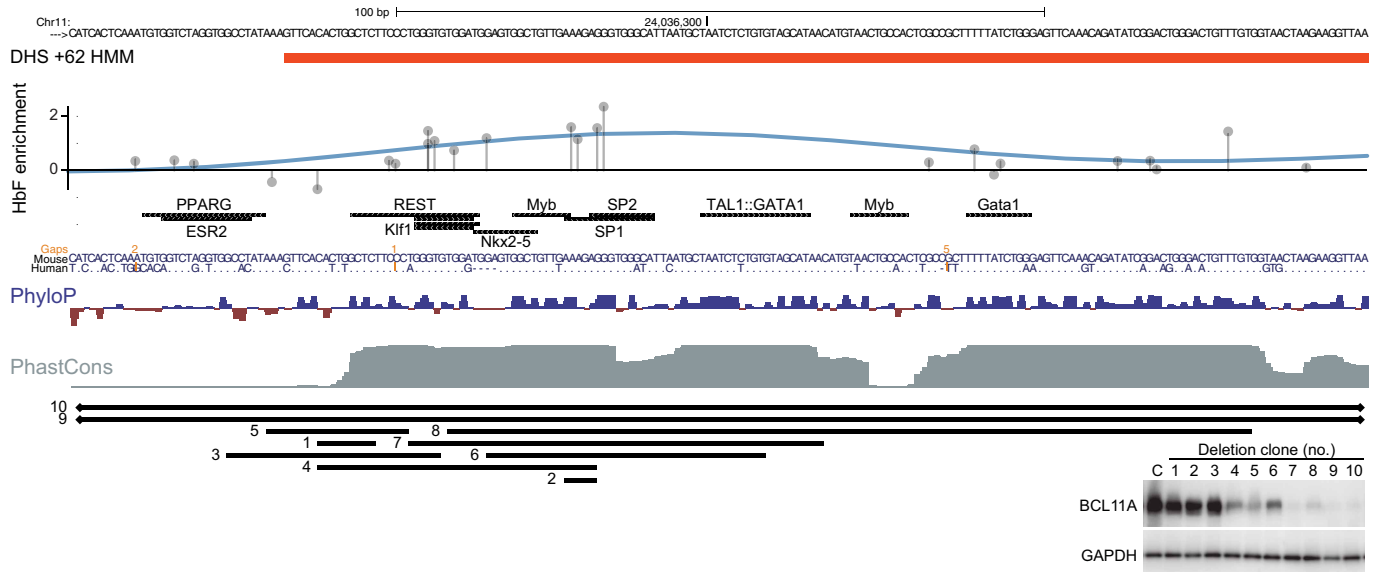 100 bp
Chr11:
24,036,300
--->
CATCACTCAAATGTGGTCTAGGTGGCCTATAAAGTTCACACTGGCTCTTCCCTGGGTGTGGATGGAGTGGCTGTTGAAAGAGGGTGGGCATTAATGCTAATCTCTGTGTAGCATAACATGTAACTGCCACTCGCCGCTTTTTATCTGGGAGTTCAAACAGATATCGGACTGGGACTGTTTGTGGTAACTAAGAAGGTTAA
DHS +62 HMM
HbF enrichment
2
0
PPARG
REST
Myb
SP2
TAL1::GATA1
Myb
Gata1
ESR2
Klf1
Nkx2-5
SP1
Gaps
2
1
5
Mouse
CATCACTCAAATGTGGTCTAGGTGGCCTATAAAGTTCACACTGGCTCTTCCCTGGGTGTGGATGGAGTGGCTGTTGAAAGAGGGTGGGCATTAATGCTAATCTCTGTGTAGCATAACATGTAACTGCCACTCGCCGCTTTTTATCTGGGAGTTCAAACAGATATCGGACTGGGACTGTTTGTGGTAACTAAGAAGGTTAA
Human
PhyloP
PhastCons
10
9
5
8
1
7
3
6
4
2
Deletion clone (no.)
C 1 2 3 4 5 6 7 8 9 10
BCL11A
GAPDH